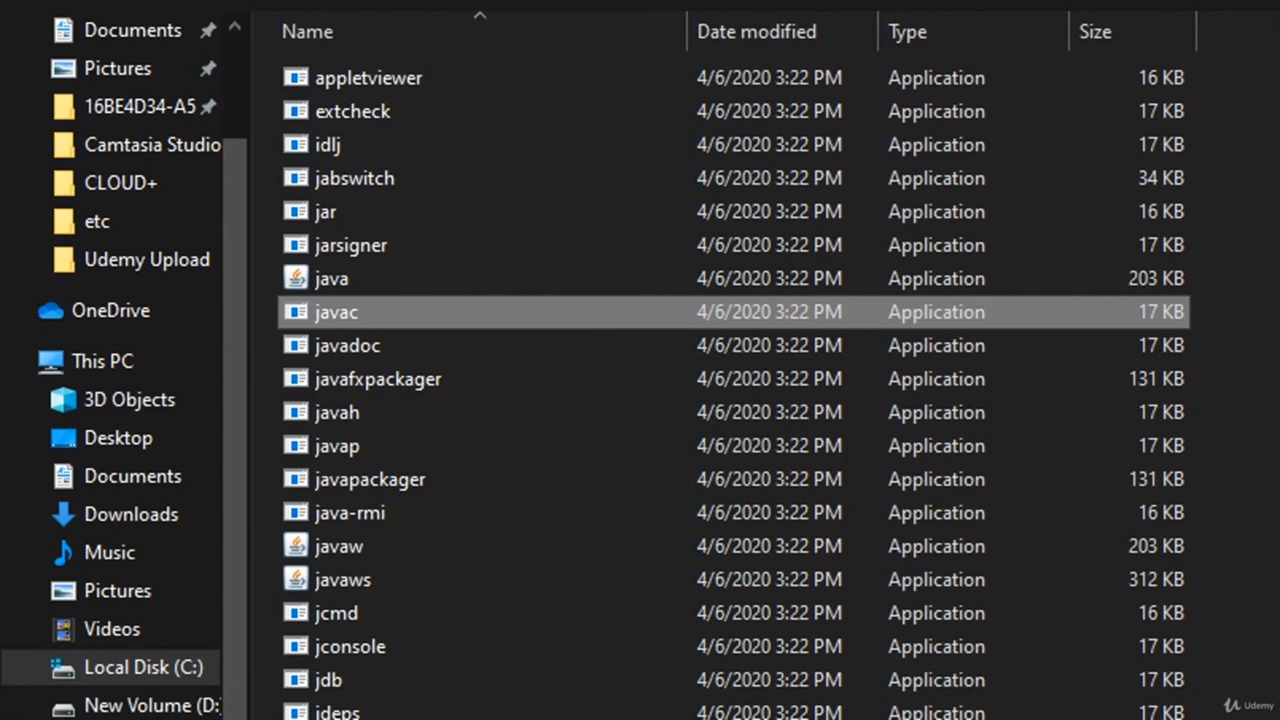 Documents
Pictures
16BE4D34-A5
Camtasia Studio
CLOUD+
etc
Udemy Upload
OneDrive
This PC
3D Objects
Desktop
Documents
Downloads
Music
Pictures
Videos
Local Disk (C:)
New Volume (D:
Name Date modified Type Size
appletviewer 4/6/2020 3:22 PM Application 16 KB
extcheck 4/6/2020 3:22 PM Application 17 KB
idlj 4/6/2020 3:22 PM Application 17 KB
jabswitch 4/6/2020 3:22 PM Application 34 KB
jar 4/6/2020 3:22 PM Application 16 KB
jarsigner 4/6/2020 3:22 PM Application 17 KB
java 4/6/2020 3:22 PM Application 203 KB
javac 4/6/2020 3:22 PM Application 17 KB
javadoc 4/6/2020 3:22 PM Application 17 KB
javafxpackager 4/6/2020 3:22 PM Application 131 KB
javah 4/6/2020 3:22 PM Application 17 KB
javap 4/6/2020 3:22 PM Application 17 KB
javapackager 4/6/2020 3:22 PM Application 131 KB
java-rmi 4/6/2020 3:22 PM Application 16 KB
javaw 4/6/2020 3:22 PM Application 203 KB
javaws 4/6/2020 3:22 PM Application 312 KB
jcmd 4/6/2020 3:22 PM Application 16 KB
jconsole 4/6/2020 3:22 PM Application 17 KB
jdb 4/6/2020 3:22 PM Application 17 KB
jdeps 4/6/2020 3:22 PM Application 17 KB
Udemy